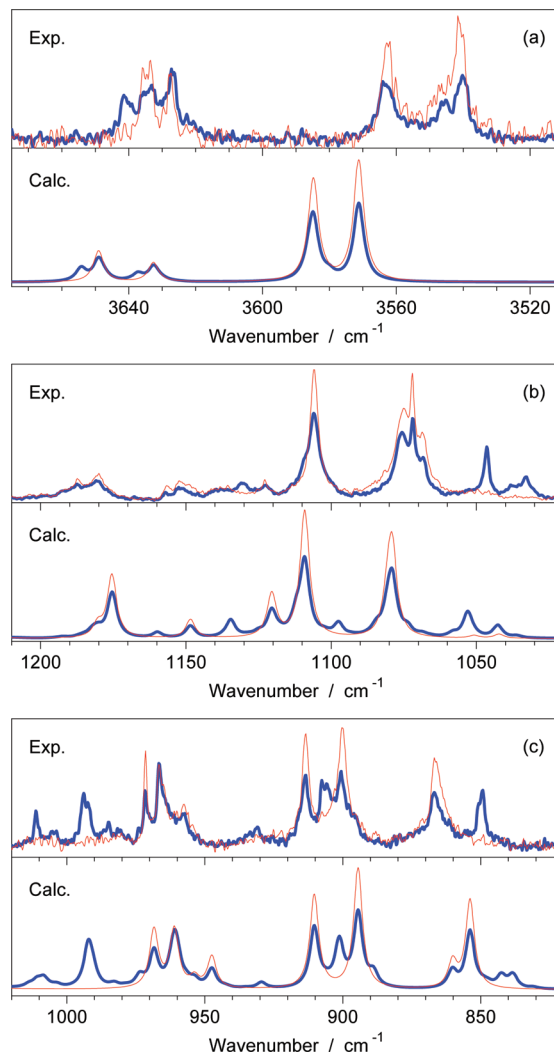 Exp.
(a)
Calc.
3640 3600 3560 3520
Wavenumber / cm⁻¹
Exp.
(b)
Calc.
1200 1150 1100 1050
Wavenumber / cm⁻¹
Exp.
(c)
Calc.
1000 950 900 850
Wavenumber / cm⁻¹